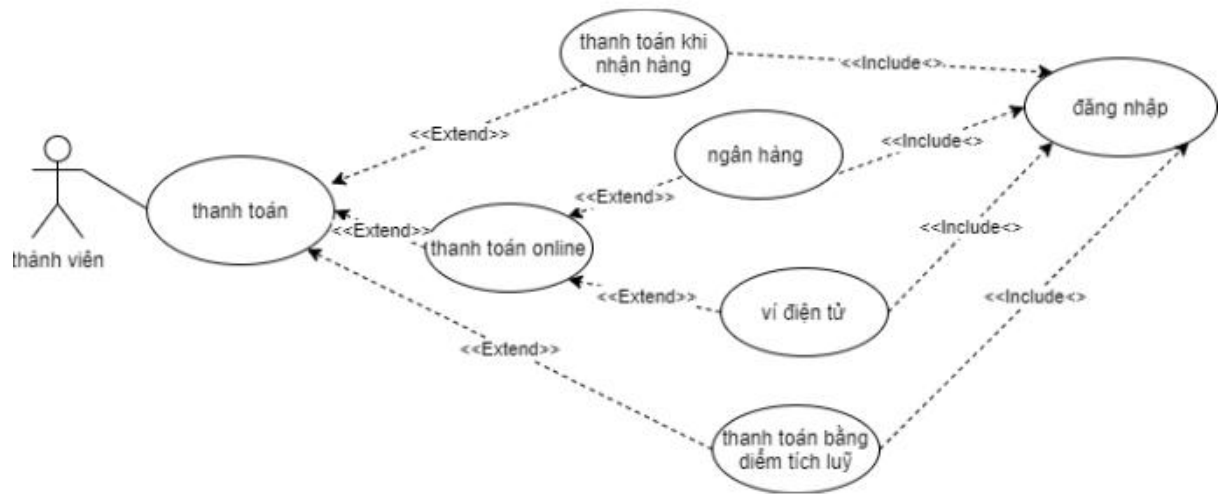 thanh toán khi
nhận hàng
<<Include<>
đăng nhập
<<Extend>>
ngân hàng
<<Include<>
thanh toán
<<Extend>>
<<Extend>>
thanh toán online
<<Include<>
thành viên
<<Extend>>
ví điện tử
<<Include<>
<<Extend>>
thanh toán bằng
điểm tích luỹ